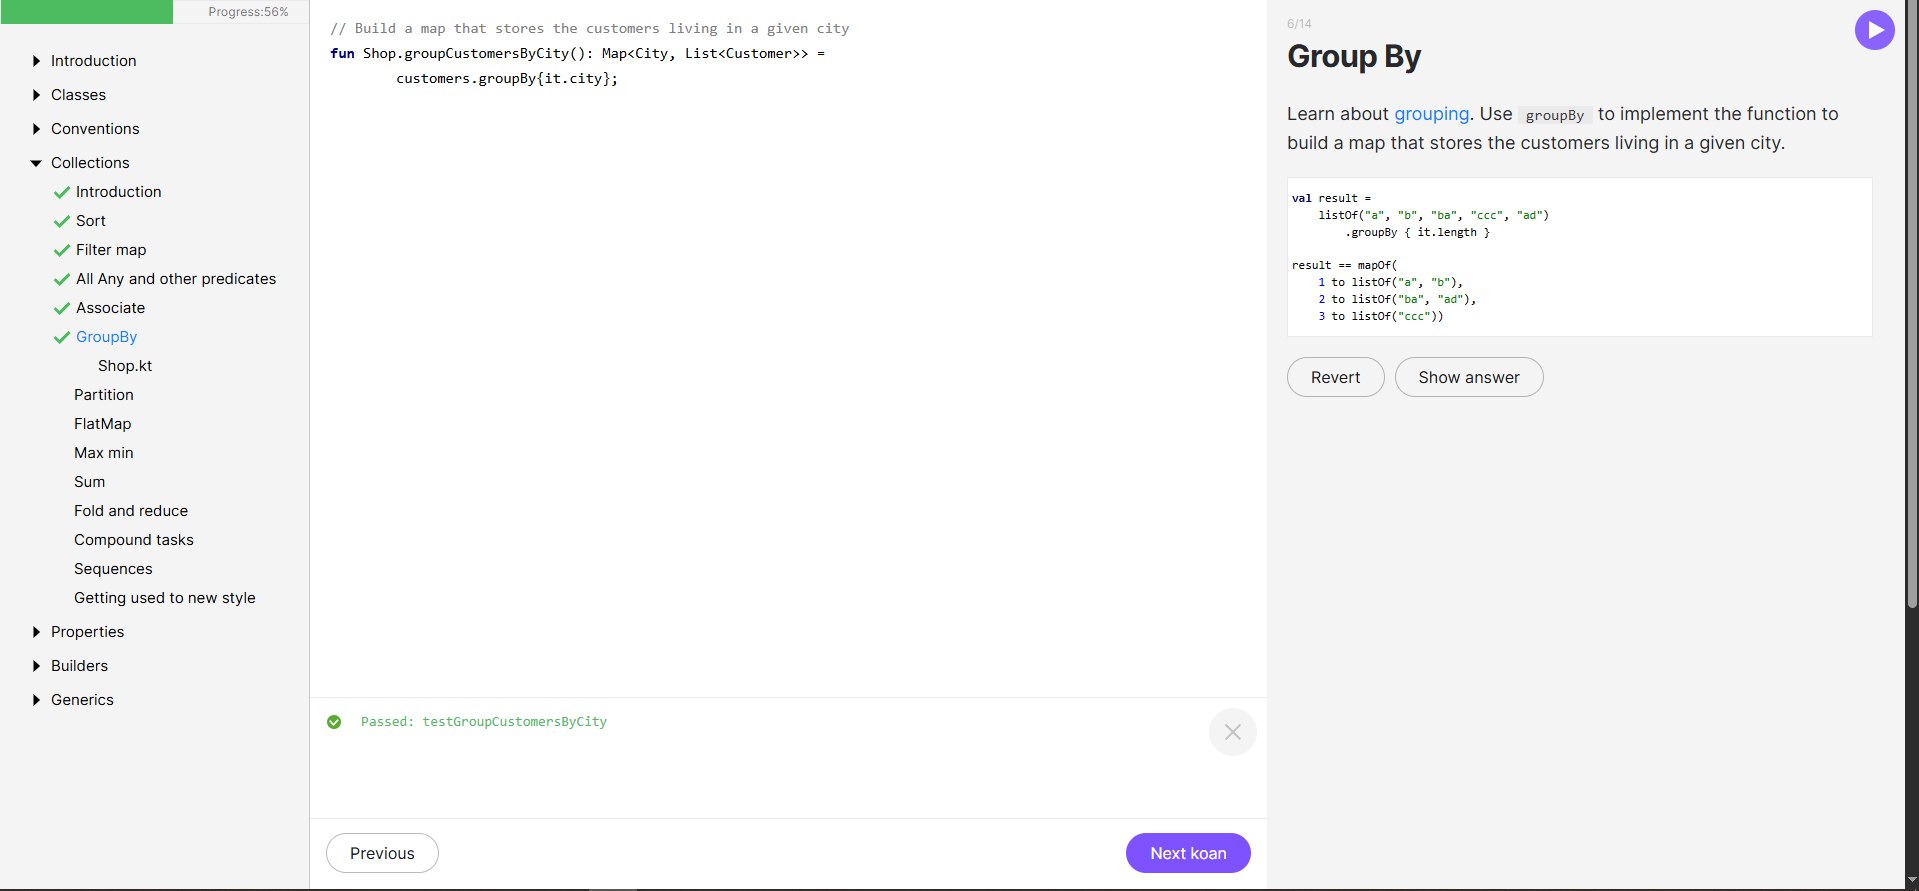 Progress:56%
Introduction
Classes
Conventions
Collections
Introduction
Sort
Filter map
All Any and other predicates
Associate
GroupBy
Shop.kt
Partition
FlatMap
Max min
Sum
Fold and reduce
Compound tasks
Sequences
Getting used to new style
Properties
Builders
Generics
// Build a map that stores the customers living in a given city
fun Shop.groupCustomersByCity(): Map<City, List<Customer>> =
        customers.groupBy{it.city};
Passed: testGroupCustomersByCity
Previous
Next koan
6/14
Group By
Learn about grouping. Use groupBy to implement the function to
build a map that stores the customers living in a given city.
val result =
    listOf("a", "b", "ba", "ccc", "ad")
        .groupBy { it.length }
result == mapOf(
    1 to listOf("a", "b"),
    2 to listOf("ba", "ad"),
    3 to listOf("ccc"))
Revert
Show answer